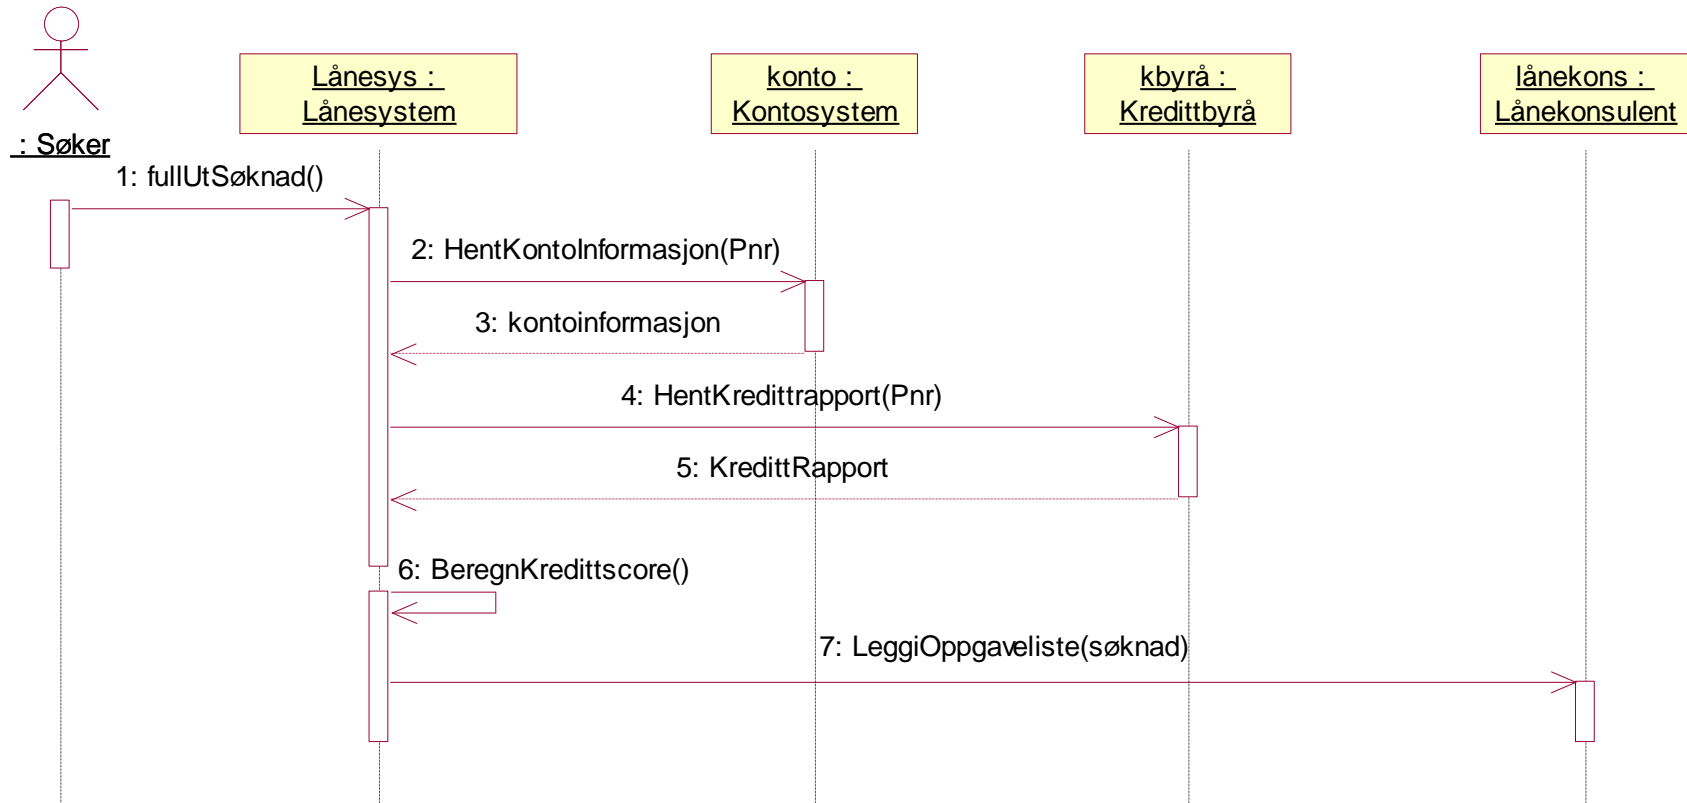 Lånesys :
Lånesystem
konto :
Kontosystem
kbyrå :
Kredittbyrå
lånekons :
Lånekonsulent
: Søker
1: fullUtSøknad()
2: HentKontoInformasjon(Pnr)
3: kontoinformasjon
4: HentKredittrapport(Pnr)
5: KredittRapport
6: BeregnKredittscore()
7: LeggiOppgaveliste(søknad)